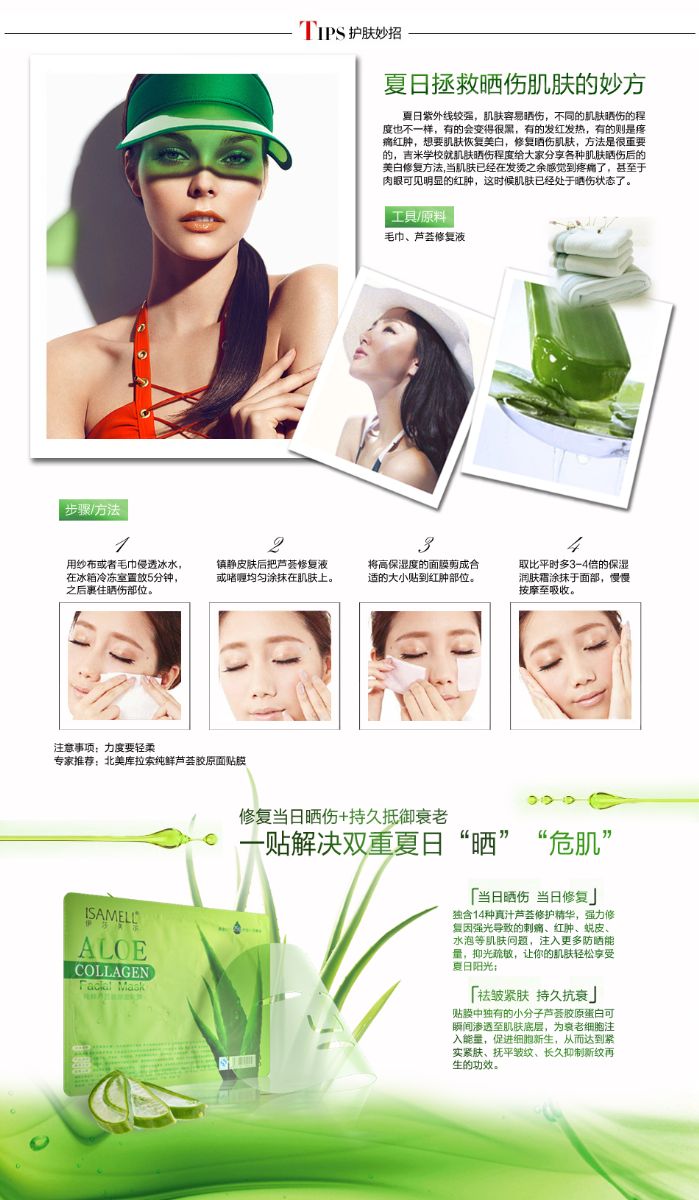 TIPS 护肤妙招
夏日拯救晒伤肌肤的妙方
夏日紫外线较强，肌肤容易晒伤，不同的肌肤晒伤的程
度也不一样，有的会变得很黑，有的发红发热，有的则是疼
痛红肿，想要肌肤恢复美白，修复晒伤肌肤，方法是很重要
的，吉米学校就肌肤晒伤程度给大家分享各种肌肤晒伤后的
美白修复方法,当肌肤已经在发烫之余感觉到疼痛了，甚至于
肉眼可见明显的红肿，这时候肌肤已经处于晒伤状态了。
工具/原料
毛巾、芦荟修复液
步骤/方法
1
用纱布或者毛巾侵透冰水，
在冰箱冷冻室置放5分钟，
之后裹住晒伤部位。
2
镇静皮肤后把芦荟修复液
或啫喱均匀涂抹在肌肤上。
3
将高保湿度的面膜剪成合
适的大小贴到红肿部位。
4
取比平时多3-4倍的保湿
润肤霜涂抹于面部，慢慢
按摩至吸收。
注意事项：力度要轻柔
专家推荐：北美库拉索纯鲜芦荟胶原面贴膜
修复当日晒伤+持久抵御衰老
一贴解决双重夏日“晒”“危肌”
「当日晒伤 当日修复」
独含14种真汁芦荟修护精华，强力修
复因强光导致的刺痛、红肿、蜕皮、
水泡等肌肤问题，注入更多防晒能
量，抑光疏敏，让你的肌肤轻松享受
夏日阳光；
「祛皱紧肤 持久抗衰」
贴膜中独有的小分子芦荟胶原蛋白可
瞬间渗透至肌肤底层，为衰老细胞注
入能量，促进细胞新生，从而达到紧
实紧肤、抚平皱纹、长久抑制新纹再
生的功效。
ISAMELL®
伊莎美尔
ALOE
COLLAGEN
Facial Mask